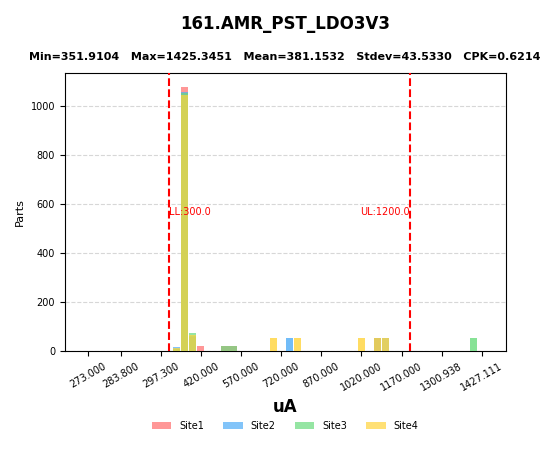 161.AMR_PST_LDO3V3
Min=351.9104 Max=1425.3451 Mean=381.1532 Stdev=43.5330 CPK=0.6214
1000
800
600
400
200
0
Parts
LL:300.0
UL:1200.0
273.000 283.800 297.300 420.000 570.000 720.000 870.000 1020.000 1170.000 1300.938 1427.111
uA
Site1 Site2 Site3 Site4